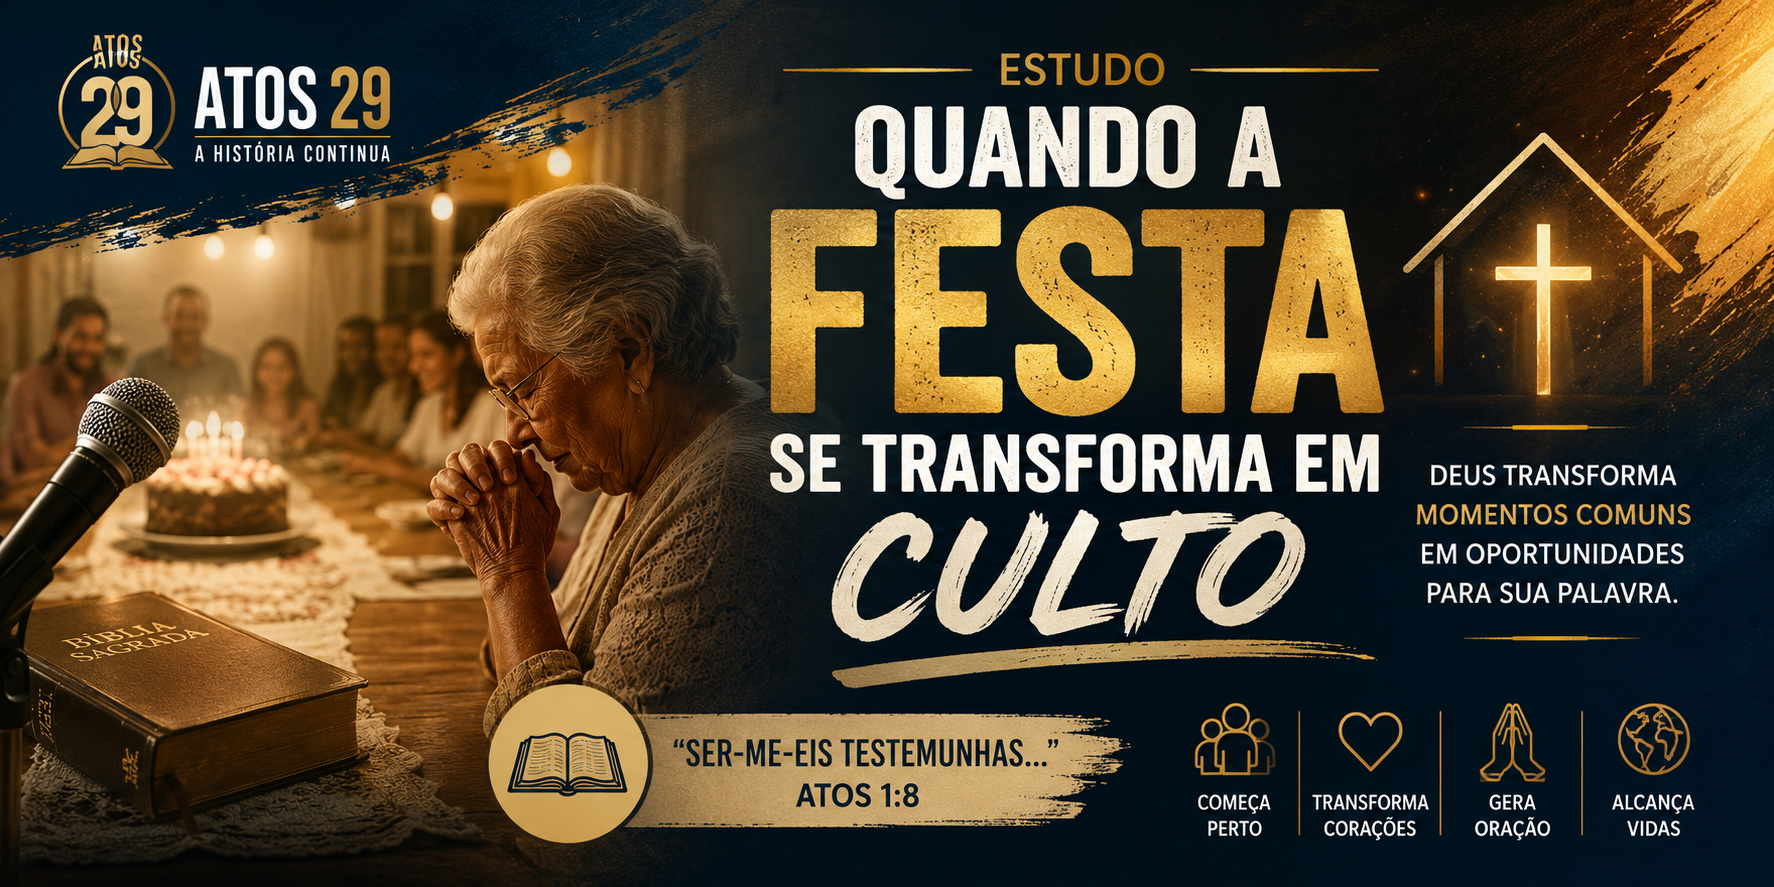 ATOS
ATOS
29
ATOS 29
A HISTÓRIA CONTINUA
ESTUDO
QUANDO A
FESTA
SE TRANSFORMA EM
CULTO
DEUS TRANSFORMA
MOMENTOS COMUNS
EM OPORTUNIDADES
PARA SUA PALAVRA.
BÍBLIA
SAGRADA
“SER-ME-EIS TESTEMUNHAS...”
ATOS 1:8
COMEÇA
PERTO
TRANSFORMA
CORAÇÕES
GERA
ORAÇÃO
ALCANÇA
VIDAS